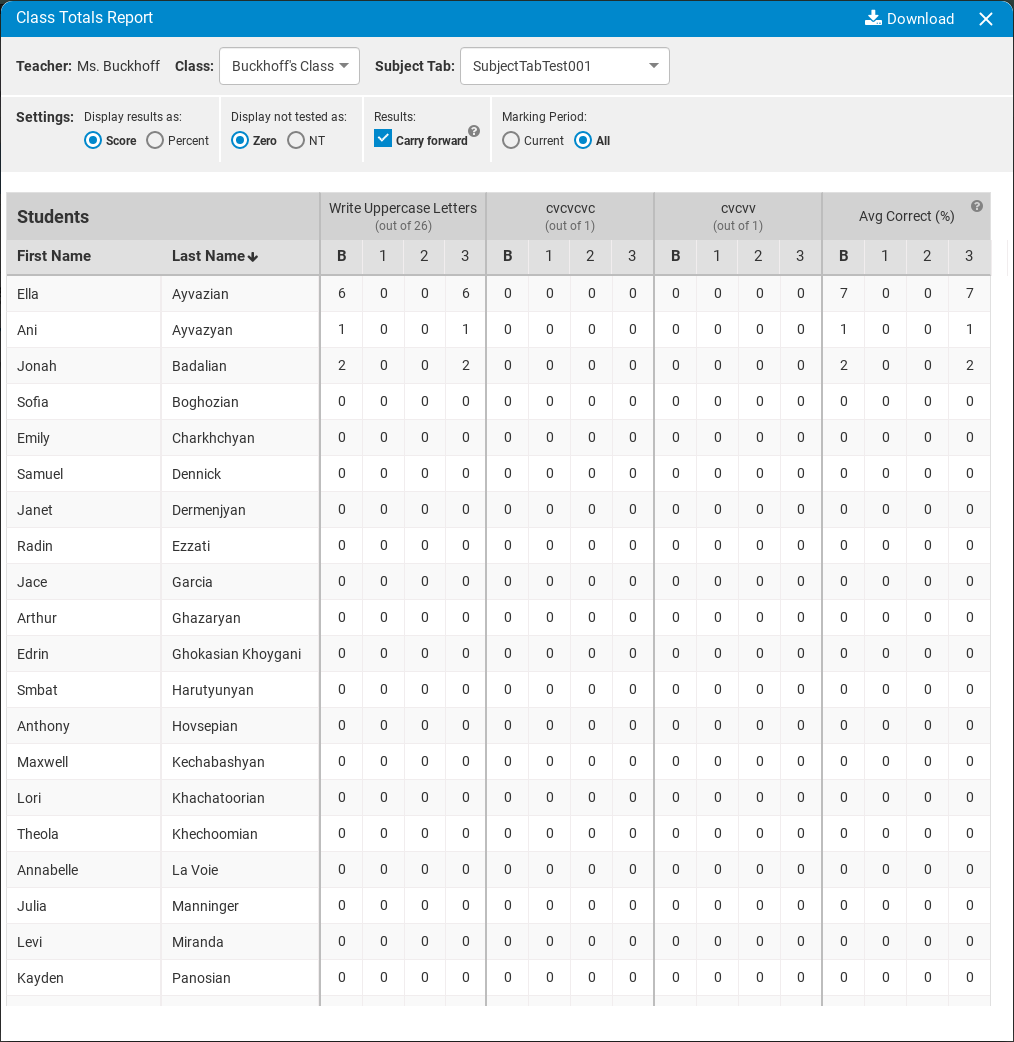 Class Totals Report Download
Teacher: Ms. Buckhoff Class: Buckhoff's Class Subject Tab: SubjectTabTest001
Settings: Display results as: Display not tested as: Results: Marking Period:
Score Percent Zero NT Carry forward ? Current All
Students Write Uppercase Letters (out of 26) cvcvcvc (out of 1) cvcvv (out of 1) Avg Correct (%) ?
First Name Last Name B 1 2 3 B 1 2 3 B 1 2 3 B 1 2 3
Ella Ayvazian 6 0 0 6 0 0 0 0 0 0 0 0 7 0 0 7
Ani Ayvazyan 1 0 0 1 0 0 0 0 0 0 0 0 1 0 0 1
Jonah Badalian 2 0 0 2 0 0 0 0 0 0 0 0 2 0 0 2
Sofia Boghozian 0 0 0 0 0 0 0 0 0 0 0 0 0 0 0 0
Emily Charkhchyan 0 0 0 0 0 0 0 0 0 0 0 0 0 0 0 0
Samuel Dennick 0 0 0 0 0 0 0 0 0 0 0 0 0 0 0 0
Janet Dermenjyan 0 0 0 0 0 0 0 0 0 0 0 0 0 0 0 0
Radin Ezzati 0 0 0 0 0 0 0 0 0 0 0 0 0 0 0 0
Jace Garcia 0 0 0 0 0 0 0 0 0 0 0 0 0 0 0 0
Arthur Ghazaryan 0 0 0 0 0 0 0 0 0 0 0 0 0 0 0 0
Edrin Ghokasian Khoygani 0 0 0 0 0 0 0 0 0 0 0 0 0 0 0 0
Smbat Harutyunyan 0 0 0 0 0 0 0 0 0 0 0 0 0 0 0 0
Anthony Hovsepian 0 0 0 0 0 0 0 0 0 0 0 0 0 0 0 0
Maxwell Kechabashyan 0 0 0 0 0 0 0 0 0 0 0 0 0 0 0 0
Lori Khachatoorian 0 0 0 0 0 0 0 0 0 0 0 0 0 0 0 0
Theola Khechoomian 0 0 0 0 0 0 0 0 0 0 0 0 0 0 0 0
Annabelle La Voie 0 0 0 0 0 0 0 0 0 0 0 0 0 0 0 0
Julia Manninger 0 0 0 0 0 0 0 0 0 0 0 0 0 0 0 0
Levi Miranda 0 0 0 0 0 0 0 0 0 0 0 0 0 0 0 0
Kayden Panosian 0 0 0 0 0 0 0 0 0 0 0 0 0 0 0 0